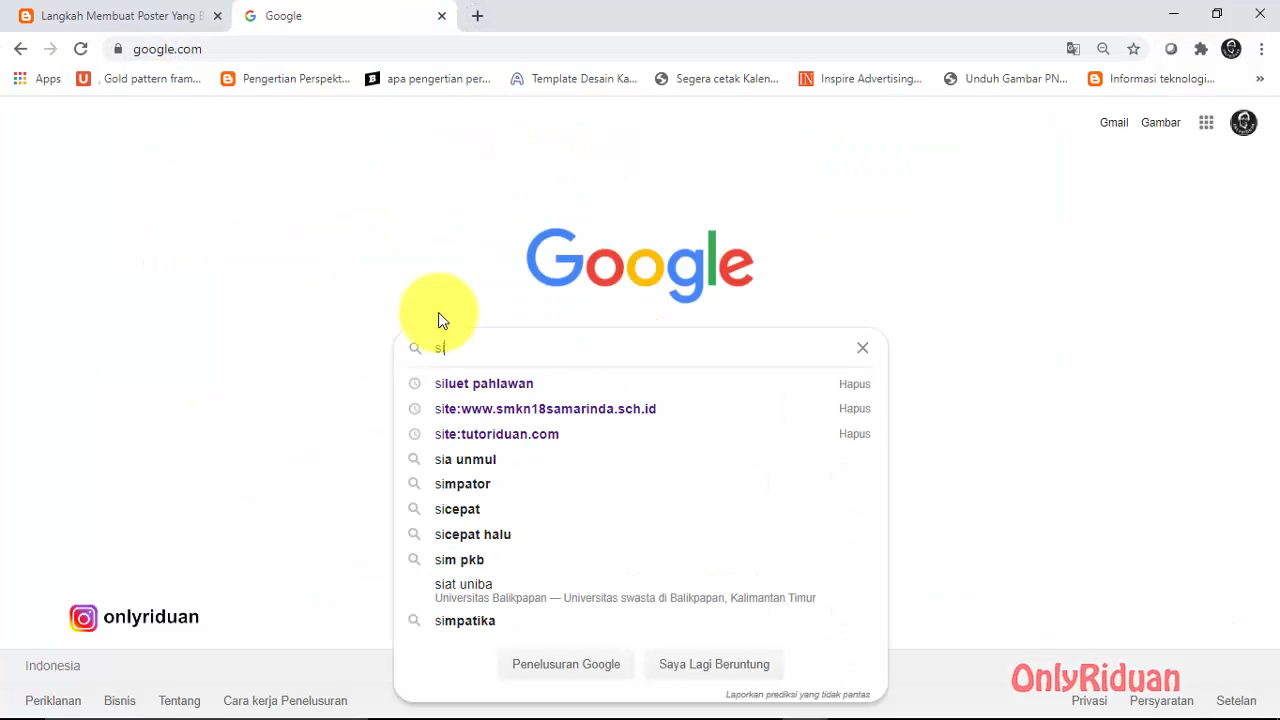 Langkah Membuat Poster Yang B
Google
google.com
Apps
, Gold pattern fram...
Pengertian Perspekt...
apa pengertian per...
Template Desain Ka...
Segera cetak Kalen...
Inspire Advertising...
Unduh Gambar PN...
Informasi teknologi...
Gmail
Gambar
Google
si
siluet pahlawan
Hapus
site:www.smkn18samarinda.sch.id
Hapus
site:tutoriduan.com
Hapus
sia unmul
simpator
sicepat
sicepat halu
sim pkb
siat uniba
Universitas Balikpapan — Universitas swasta di Balikpapan, Kalimantan Timur
simpatika
Penelusuran Google
Saya Lagi Beruntung
Laporkan prediksi yang tidak pantas
onlyriduan
OnlyRiduan
Indonesia
Periklanan
Bisnis
Tentang
Cara kerja Penelusuran
Privasi
Persyaratan
Setelan